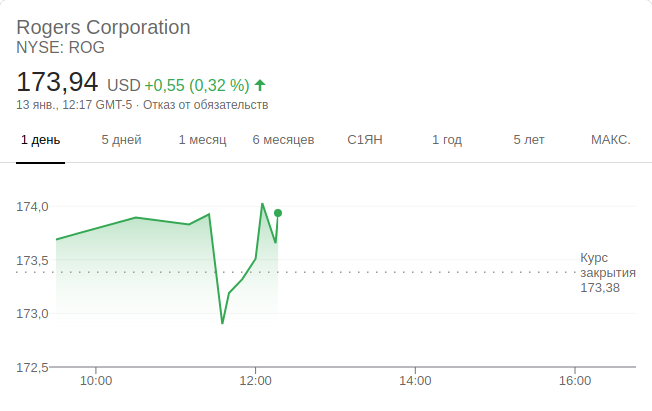 Rogers Corporation
NYSE: ROG
173,94 USD +0,55 (0,32 %)
13 янв., 12:17 GMT-5 · Отказ от обязательств
1 день 5 дней 1 месяц 6 месяцев С1ЯН 1 год 5 лет МАКС.
174,0
173,5
Курс
закрытия
173,38
173,0
172,5
10:00 12:00 14:00 16:00